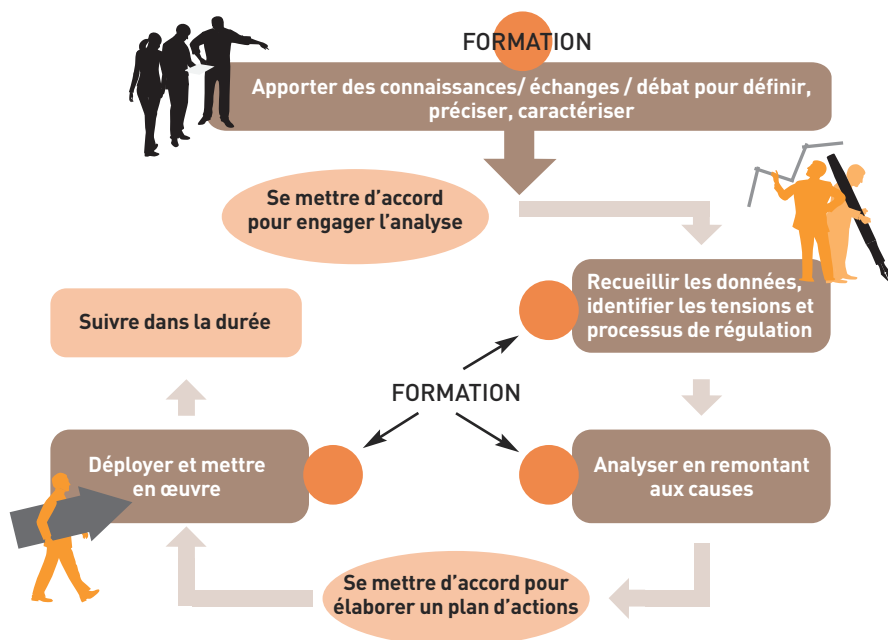 FORMATION
Apporter des connaissances/ échanges / débat pour définir,
préciser, caractériser
Se mettre d’accord
pour engager l’analyse
Recueillir les données,
identifier les tensions et
processus de régulation
Suivre dans la durée
FORMATION
Déployer et mettre
en œuvre
Analyser en remontant
aux causes
Se mettre d’accord pour
élaborer un plan d’actions